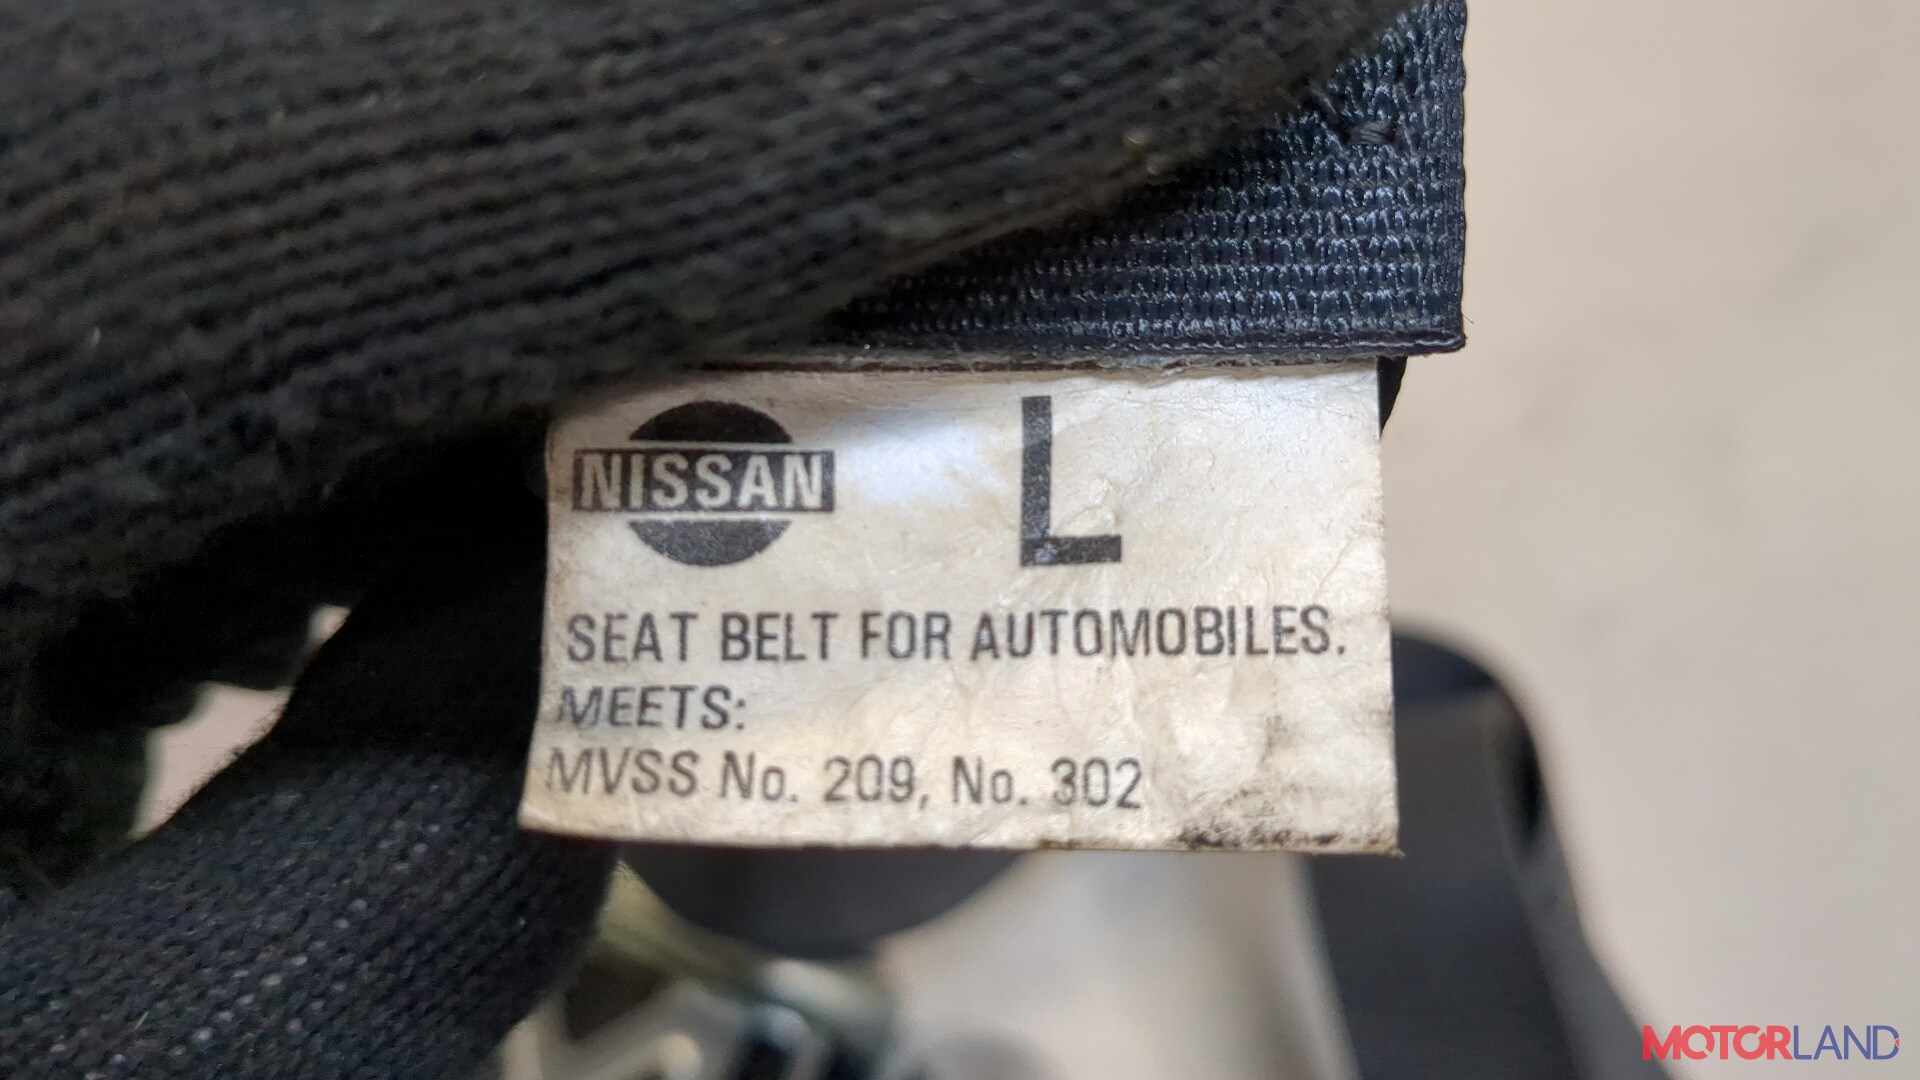 NISSAN L
SEAT BELT FOR AUTOMOBILES.
MEETS:
MVSS No. 209, No. 302
MOTORLAND